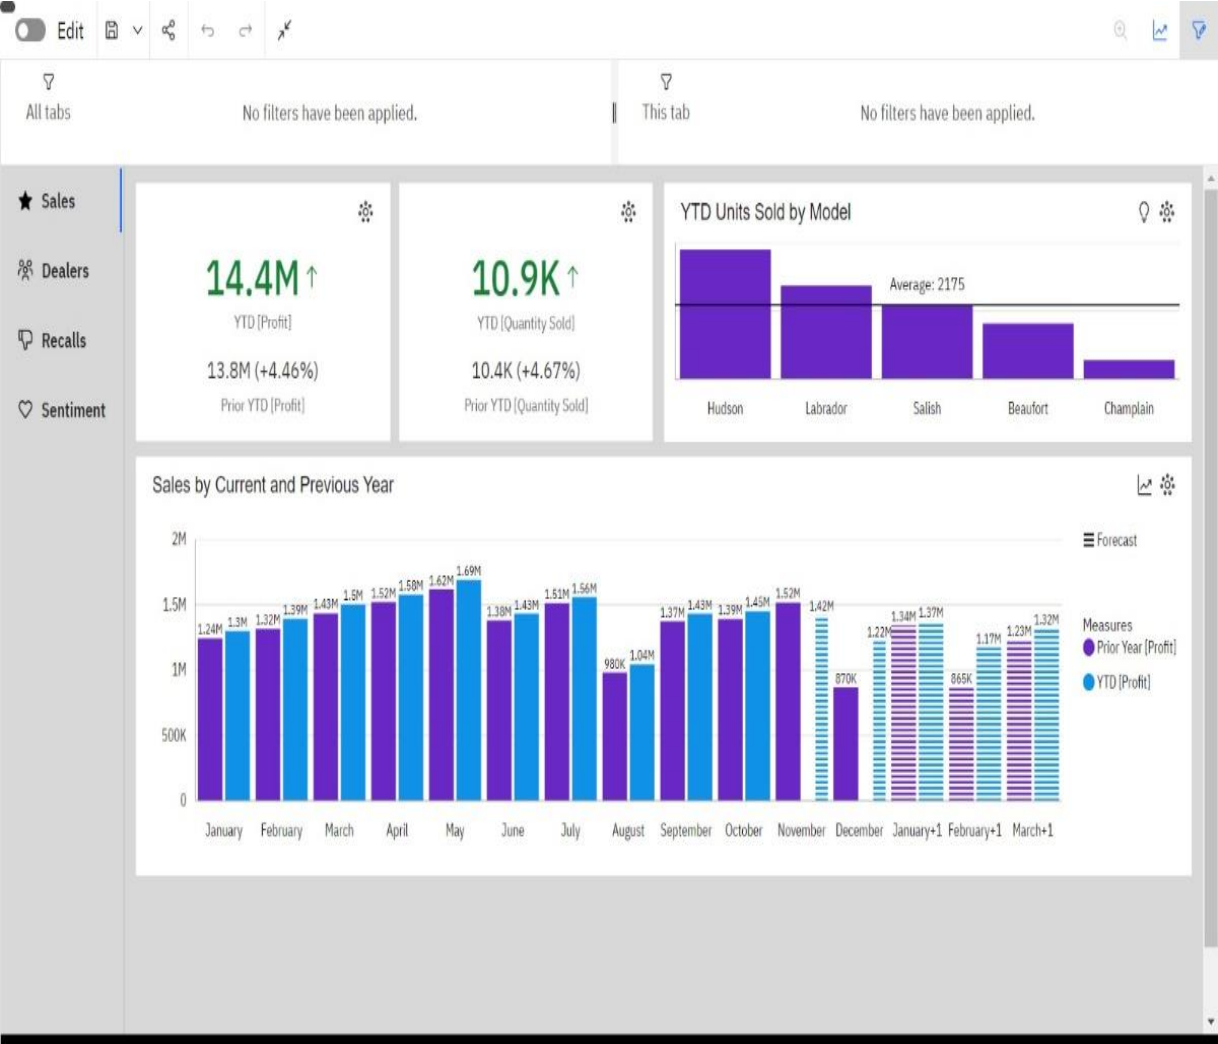 Edit
All tabs
No filters have been applied.
This tab
No filters have been applied.
Sales
Dealers
Recalls
Sentiment
14.4M ↑
YTD [Profit]
13.8M (+4.46%)
Prior YTD [Profit]
10.9K ↑
YTD [Quantity Sold]
10.4K (+4.67%)
Prior YTD [Quantity Sold]
YTD Units Sold by Model
Average: 2175
Hudson Labrador Salish Beaufort Champlain
Sales by Current and Previous Year
2M
1.5M
1M
500K
0
1.24M 1.3M 1.32M 1.39M 1.43M 1.5M 1.52M 1.58M 1.62M 1.69M 1.38M 1.43M 1.51M 1.56M 980K 1.04M 1.37M 1.43M 1.39M 1.45M 1.52M 1.42M 870K 1.22M 1.34M 1.37M 865K 1.17M 1.23M 1.32M
January February March April May June July August September October November December January+1 February+1 March+1
Forecast
Measures
Prior Year [Profit]
YTD [Profit]